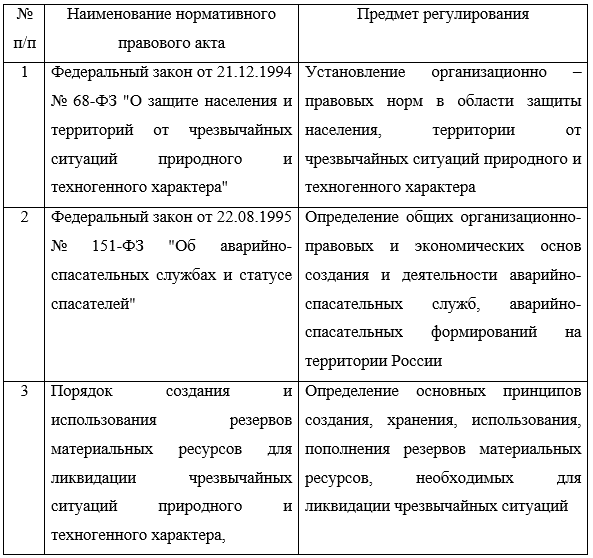 № п/п
Наименование нормативного правового акта
Предмет регулирования
1
Федеральный закон от 21.12.1994
№ 68-ФЗ "О защите населения и
территорий от чрезвычайных
ситуаций природного и
техногенного характера"
Установление организационно –
правовых норм в области защиты
населения, территории от
чрезвычайных ситуаций природного и
техногенного характера
2
Федеральный закон от 22.08.1995
№ 151-ФЗ "Об аварийно-
спасательных службах и статусе
спасателей"
Определение общих организационно-
правовых и экономических основ
создания и деятельности аварийно-
спасательных служб, аварийно-
спасательных формирований на
территории России
3
Порядок создания и
использования резервов
материальных ресурсов для
ликвидации чрезвычайных
ситуаций природного и
техногенного характера,
Определение основных принципов
создания, хранения, использования,
пополнения резервов материальных
ресурсов, необходимых для
ликвидации чрезвычайных ситуаций